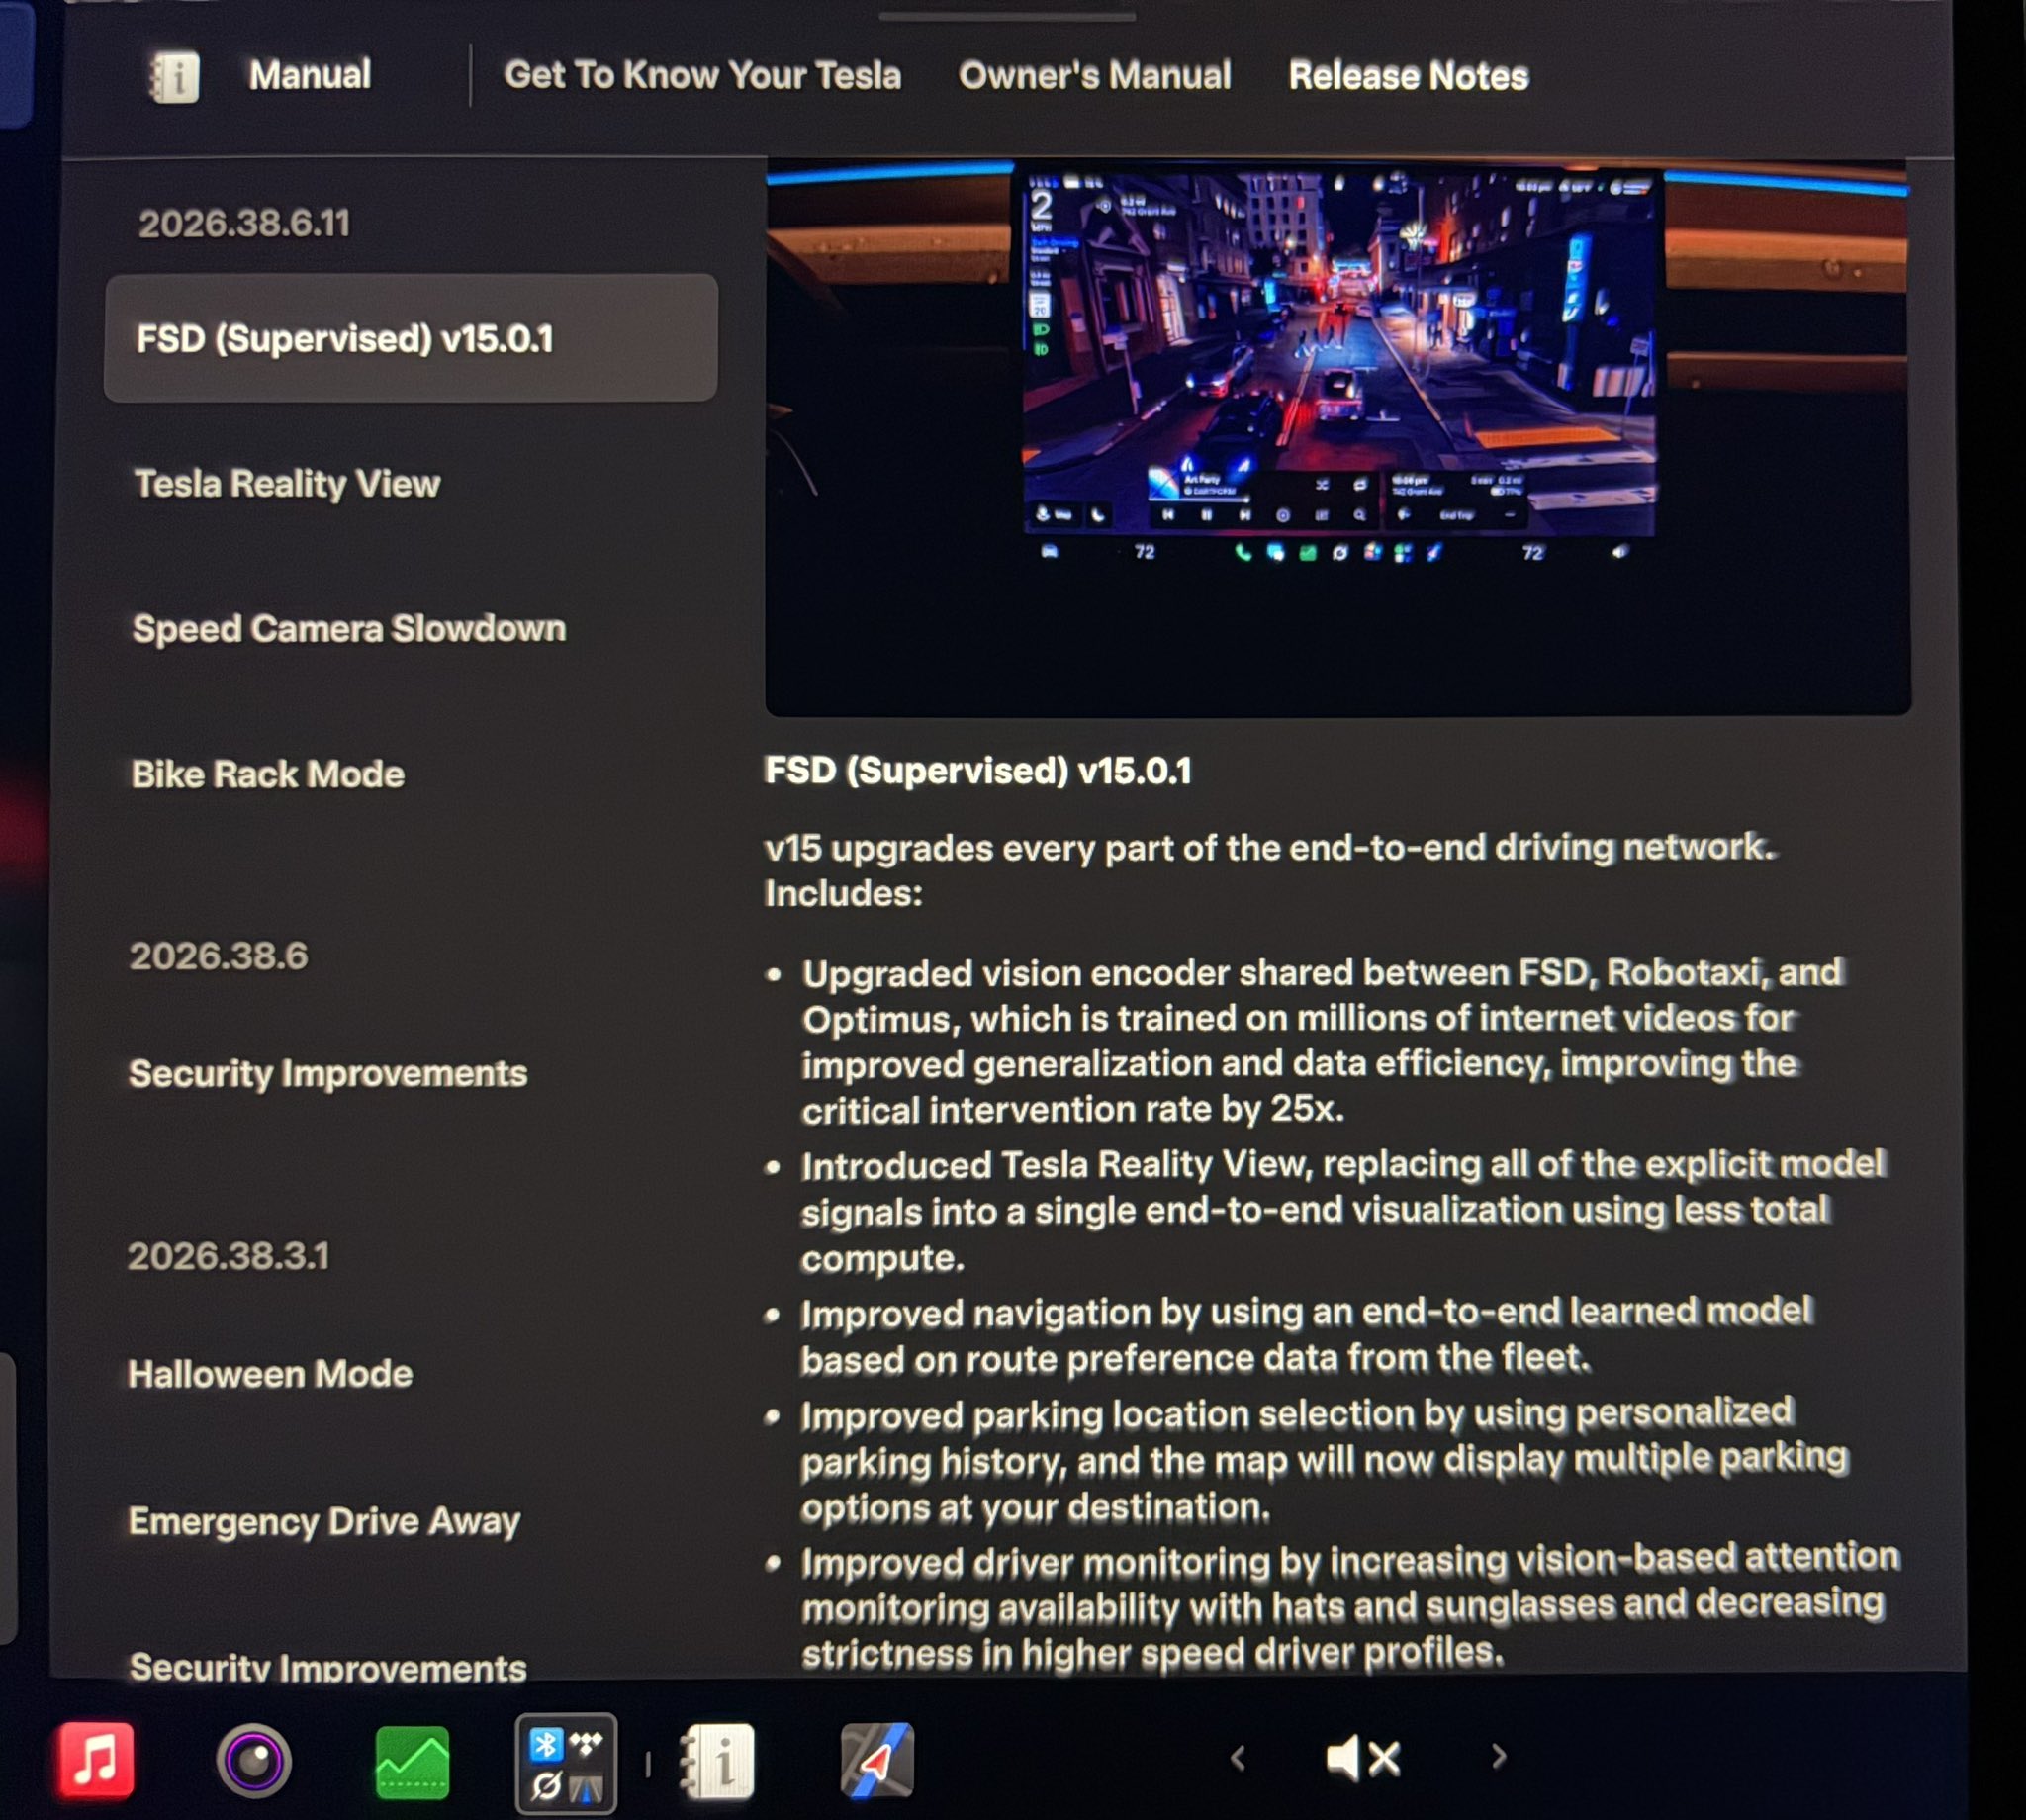 Manual
Get To Know Your Tesla
Owner's Manual
Release Notes
2026.38.6.11
FSD (Supervised) v15.0.1
Tesla Reality View
Speed Camera Slowdown
Bike Rack Mode
2026.38.6
Security Improvements
2026.38.3.1
Halloween Mode
Emergency Drive Away
Security Improvements
2
72
72
Art Party
End Trip
FSD (Supervised) v15.0.1
v15 upgrades every part of the end-to-end driving network.
Includes:
• Upgraded vision encoder shared between FSD, Robotaxi, and
Optimus, which is trained on millions of internet videos for
improved generalization and data efficiency, improving the
critical intervention rate by 25x.
• Introduced Tesla Reality View, replacing all of the explicit model
signals into a single end-to-end visualization using less total
compute.
• Improved navigation by using an end-to-end learned model
based on route preference data from the fleet.
• Improved parking location selection by using personalized
parking history, and the map will now display multiple parking
options at your destination.
• Improved driver monitoring by increasing vision-based attention
monitoring availability with hats and sunglasses and decreasing
strictness in higher speed driver profiles.